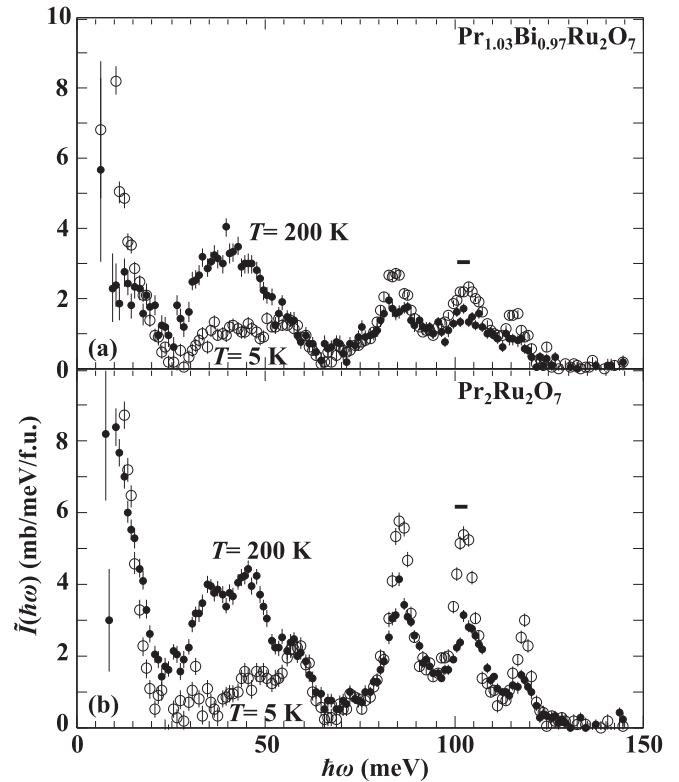 10
8
6
4
2
0
Pr₁.₀₃Bi₀.₉₇Ru₂O₇
T= 200 K
T= 5 K
(a)
Pr₂Ru₂O₇
8
6
4
2
0
T= 200 K
T= 5 K
(b)
0 50 100 150
ℏω (meV)
Ĩ(ℏω) (mb/meV/f.u.)